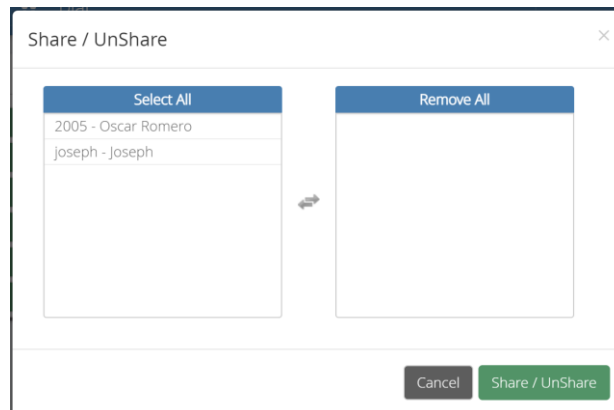 Share / UnShare
×
Select All
Remove All
2005 - Oscar Romero
joseph - Joseph
Cancel
Share / UnShare